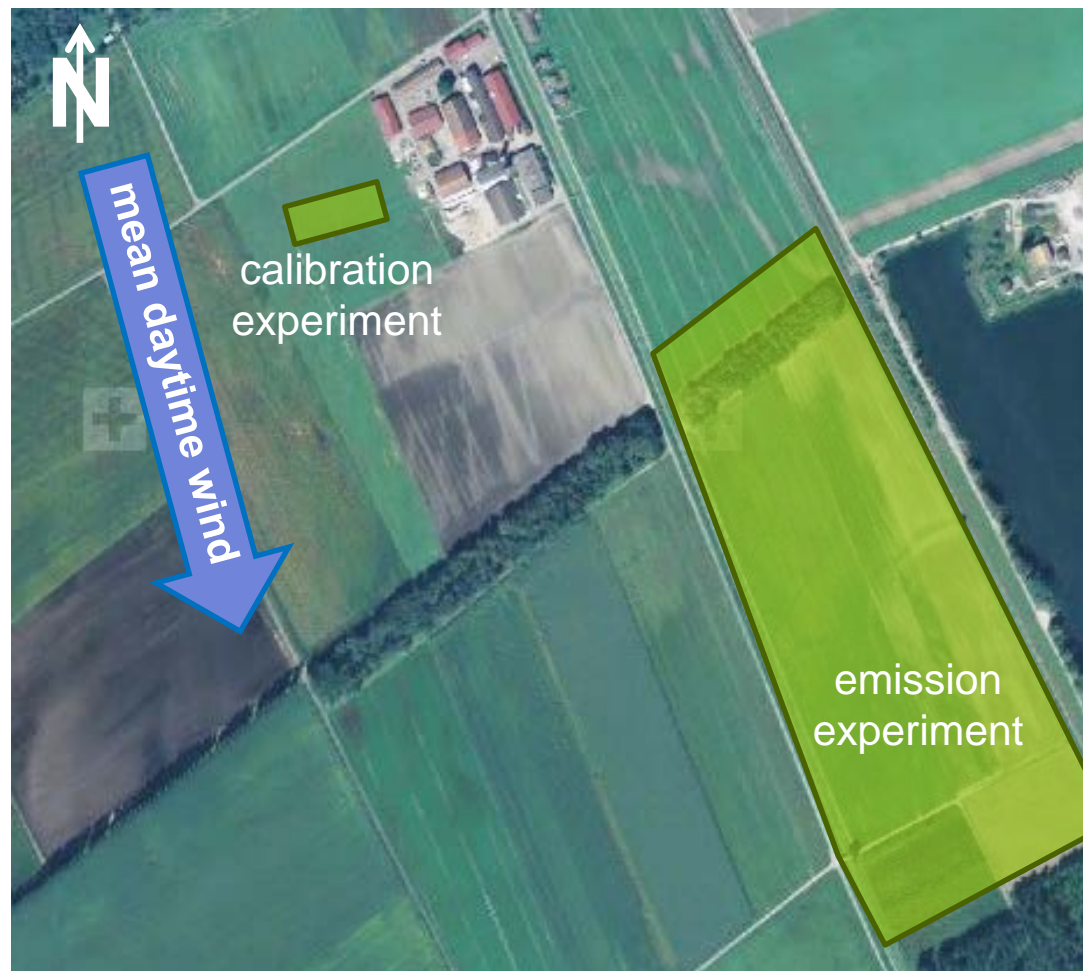 N
mean daytime wind
calibration
experiment
emission
experiment